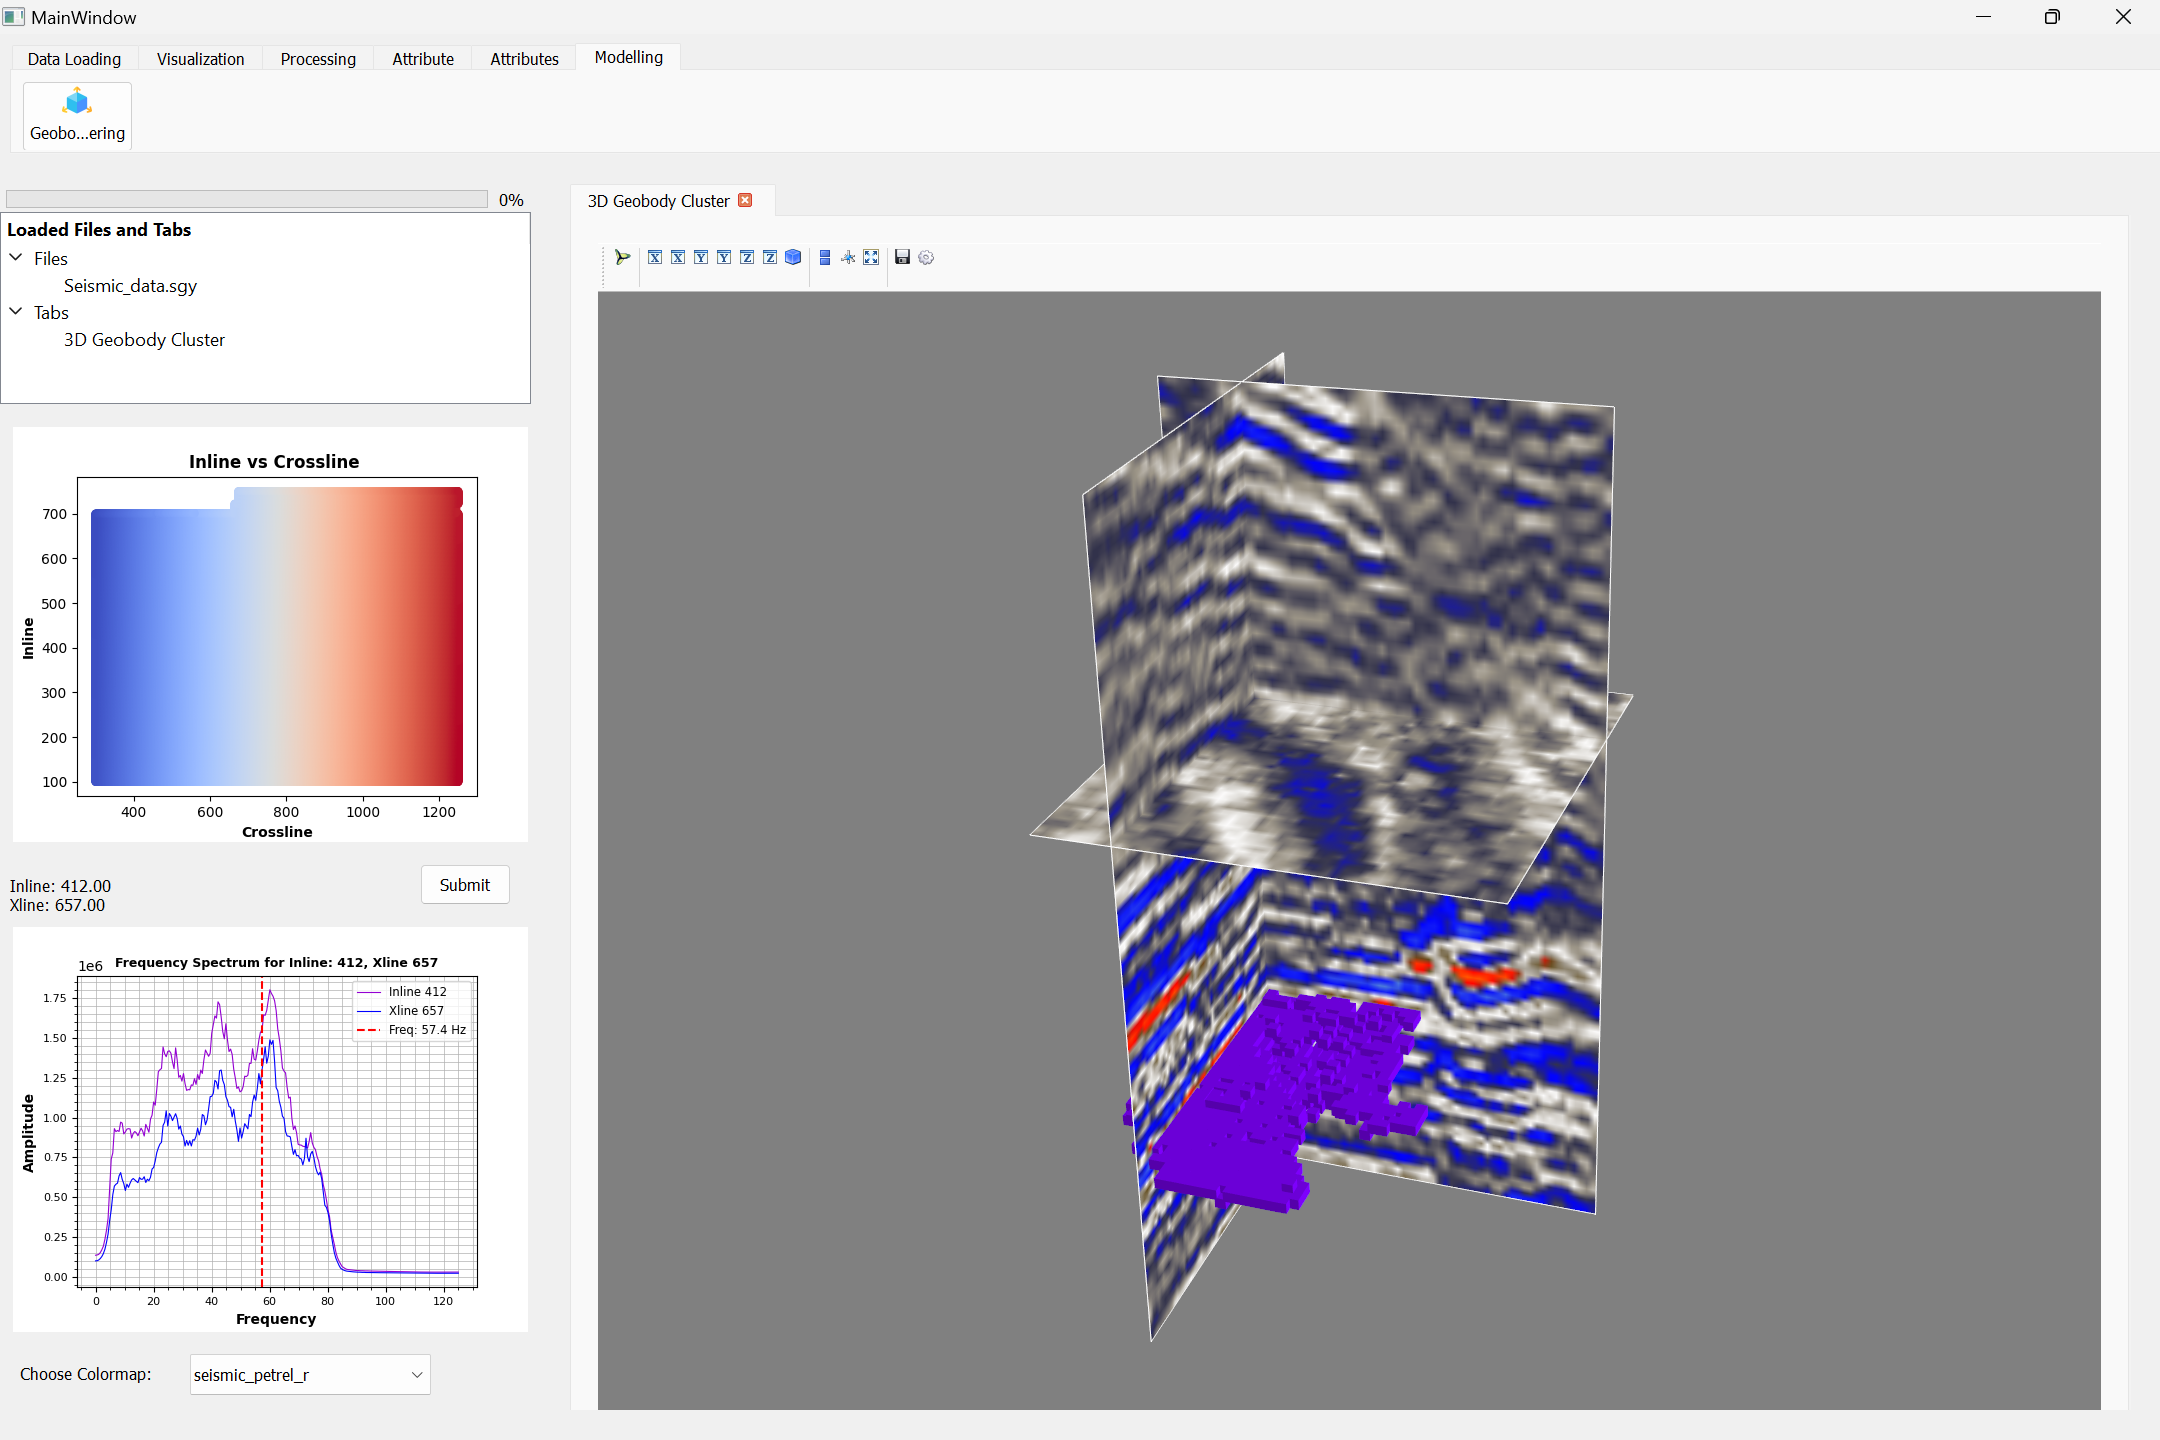 MainWindow
Data Loading
Visualization
Processing
Attribute
Attributes
Modelling
Geobo...ering
0%
Loaded Files and Tabs
Files
Seismic_data.sgy
Tabs
3D Geobody Cluster
Inline vs Crossline
700
600
500
400
300
200
100
Inline
400 600 800 1000 1200
Crossline
Inline: 412.00
Xline: 657.00
Submit
1e6
Frequency Spectrum for Inline: 412, Xline 657
Inline 412
Xline 657
Freq: 57.4 Hz
1.75
1.50
1.25
1.00
0.75
0.50
0.25
0.00
Amplitude
0 20 40 60 80 100 120
Frequency
Choose Colormap:
seismic_petrel_r
3D Geobody Cluster
X X Y Y Z Z